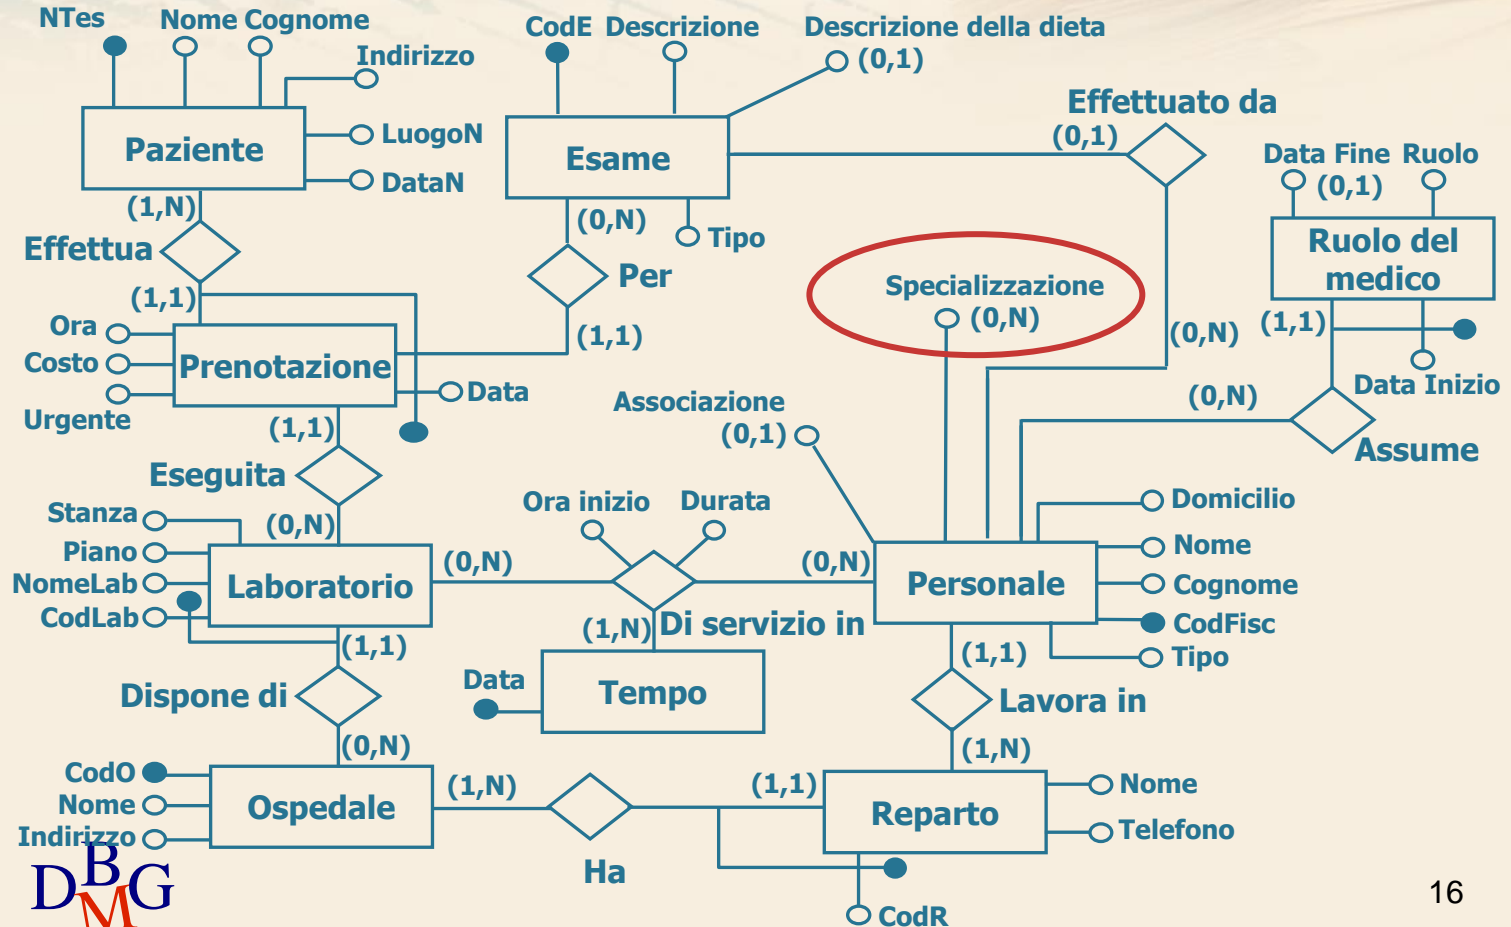 NTes
Nome Cognome
Indirizzo
Paziente
LuogoN
DataN
(1,N)
Effettua
(1,1)
CodE Descrizione
Descrizione della dieta
(0,1)
Esame
(0,N)
Tipo
Per
(1,1)
Effettuato da
(0,1)
(0,N)
Data Fine Ruolo
(0,1)
Ruolo del
medico
(1,1)
Data Inizio
(0,N)
Assume
Specializzazione
(0,N)
Ora
Costo
Urgente
Prenotazione
Data
(1,1)
Eseguita
(0,N)
Associazione
(0,1)
Stanza
Piano
NomeLab
CodLab
Laboratorio
(0,N)
Ora inizio
Durata
(0,N)
Di servizio in
(1,N)
Data
Tempo
Personale
Domicilio
Nome
Cognome
CodFisc
Tipo
(1,1)
Lavora in
(1,N)
(1,1)
Dispone di
(0,N)
CodO
Nome
Indirizzo
Ospedale
(1,N)
Ha
(1,1)
Reparto
Nome
Telefono
CodR
DBMG
16